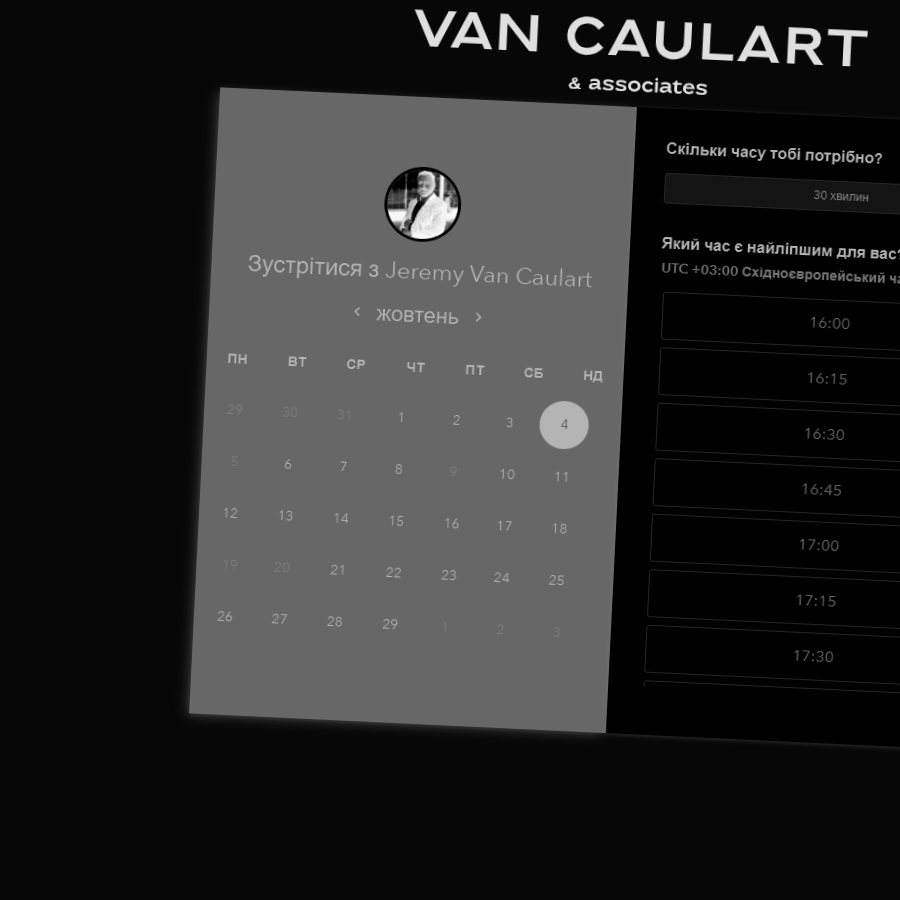 VAN CAULART
& associates
Зустрітися з Jeremy Van Caulart
‹ жовтень ›
ПН ВТ СР ЧТ ПТ СБ НД
29 30 31 1 2 3 4
5 6 7 8 9 10 11
12 13 14 15 16 17 18
19 20 21 22 23 24 25
26 27 28 29 1 2 3
Скільки часу тобі потрібно?
30 хвилин
Який час є найліпшим для вас?
UTC +03:00 Східноєвропейський
16:00
16:15
16:30
16:45
17:00
17:15
17:30